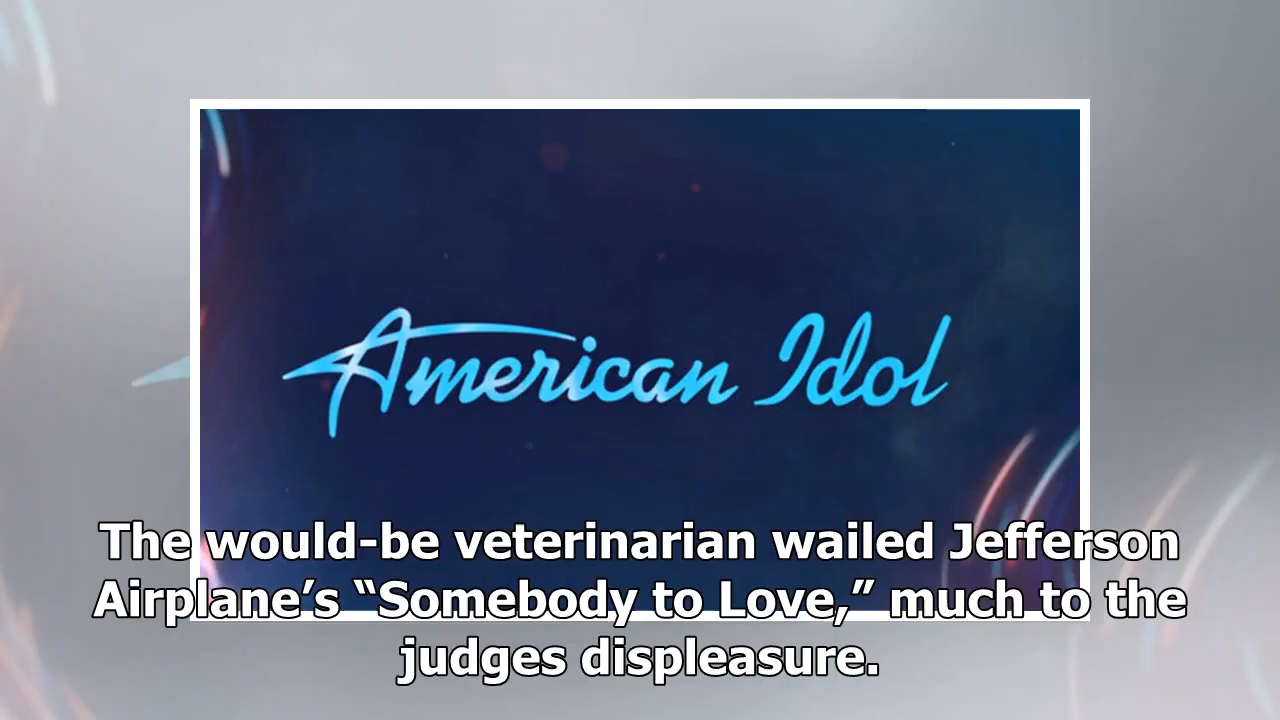 American Idol
The would-be veterinarian wailed Jefferson
Airplane’s “Somebody to Love,” much to the
judges displeasure.